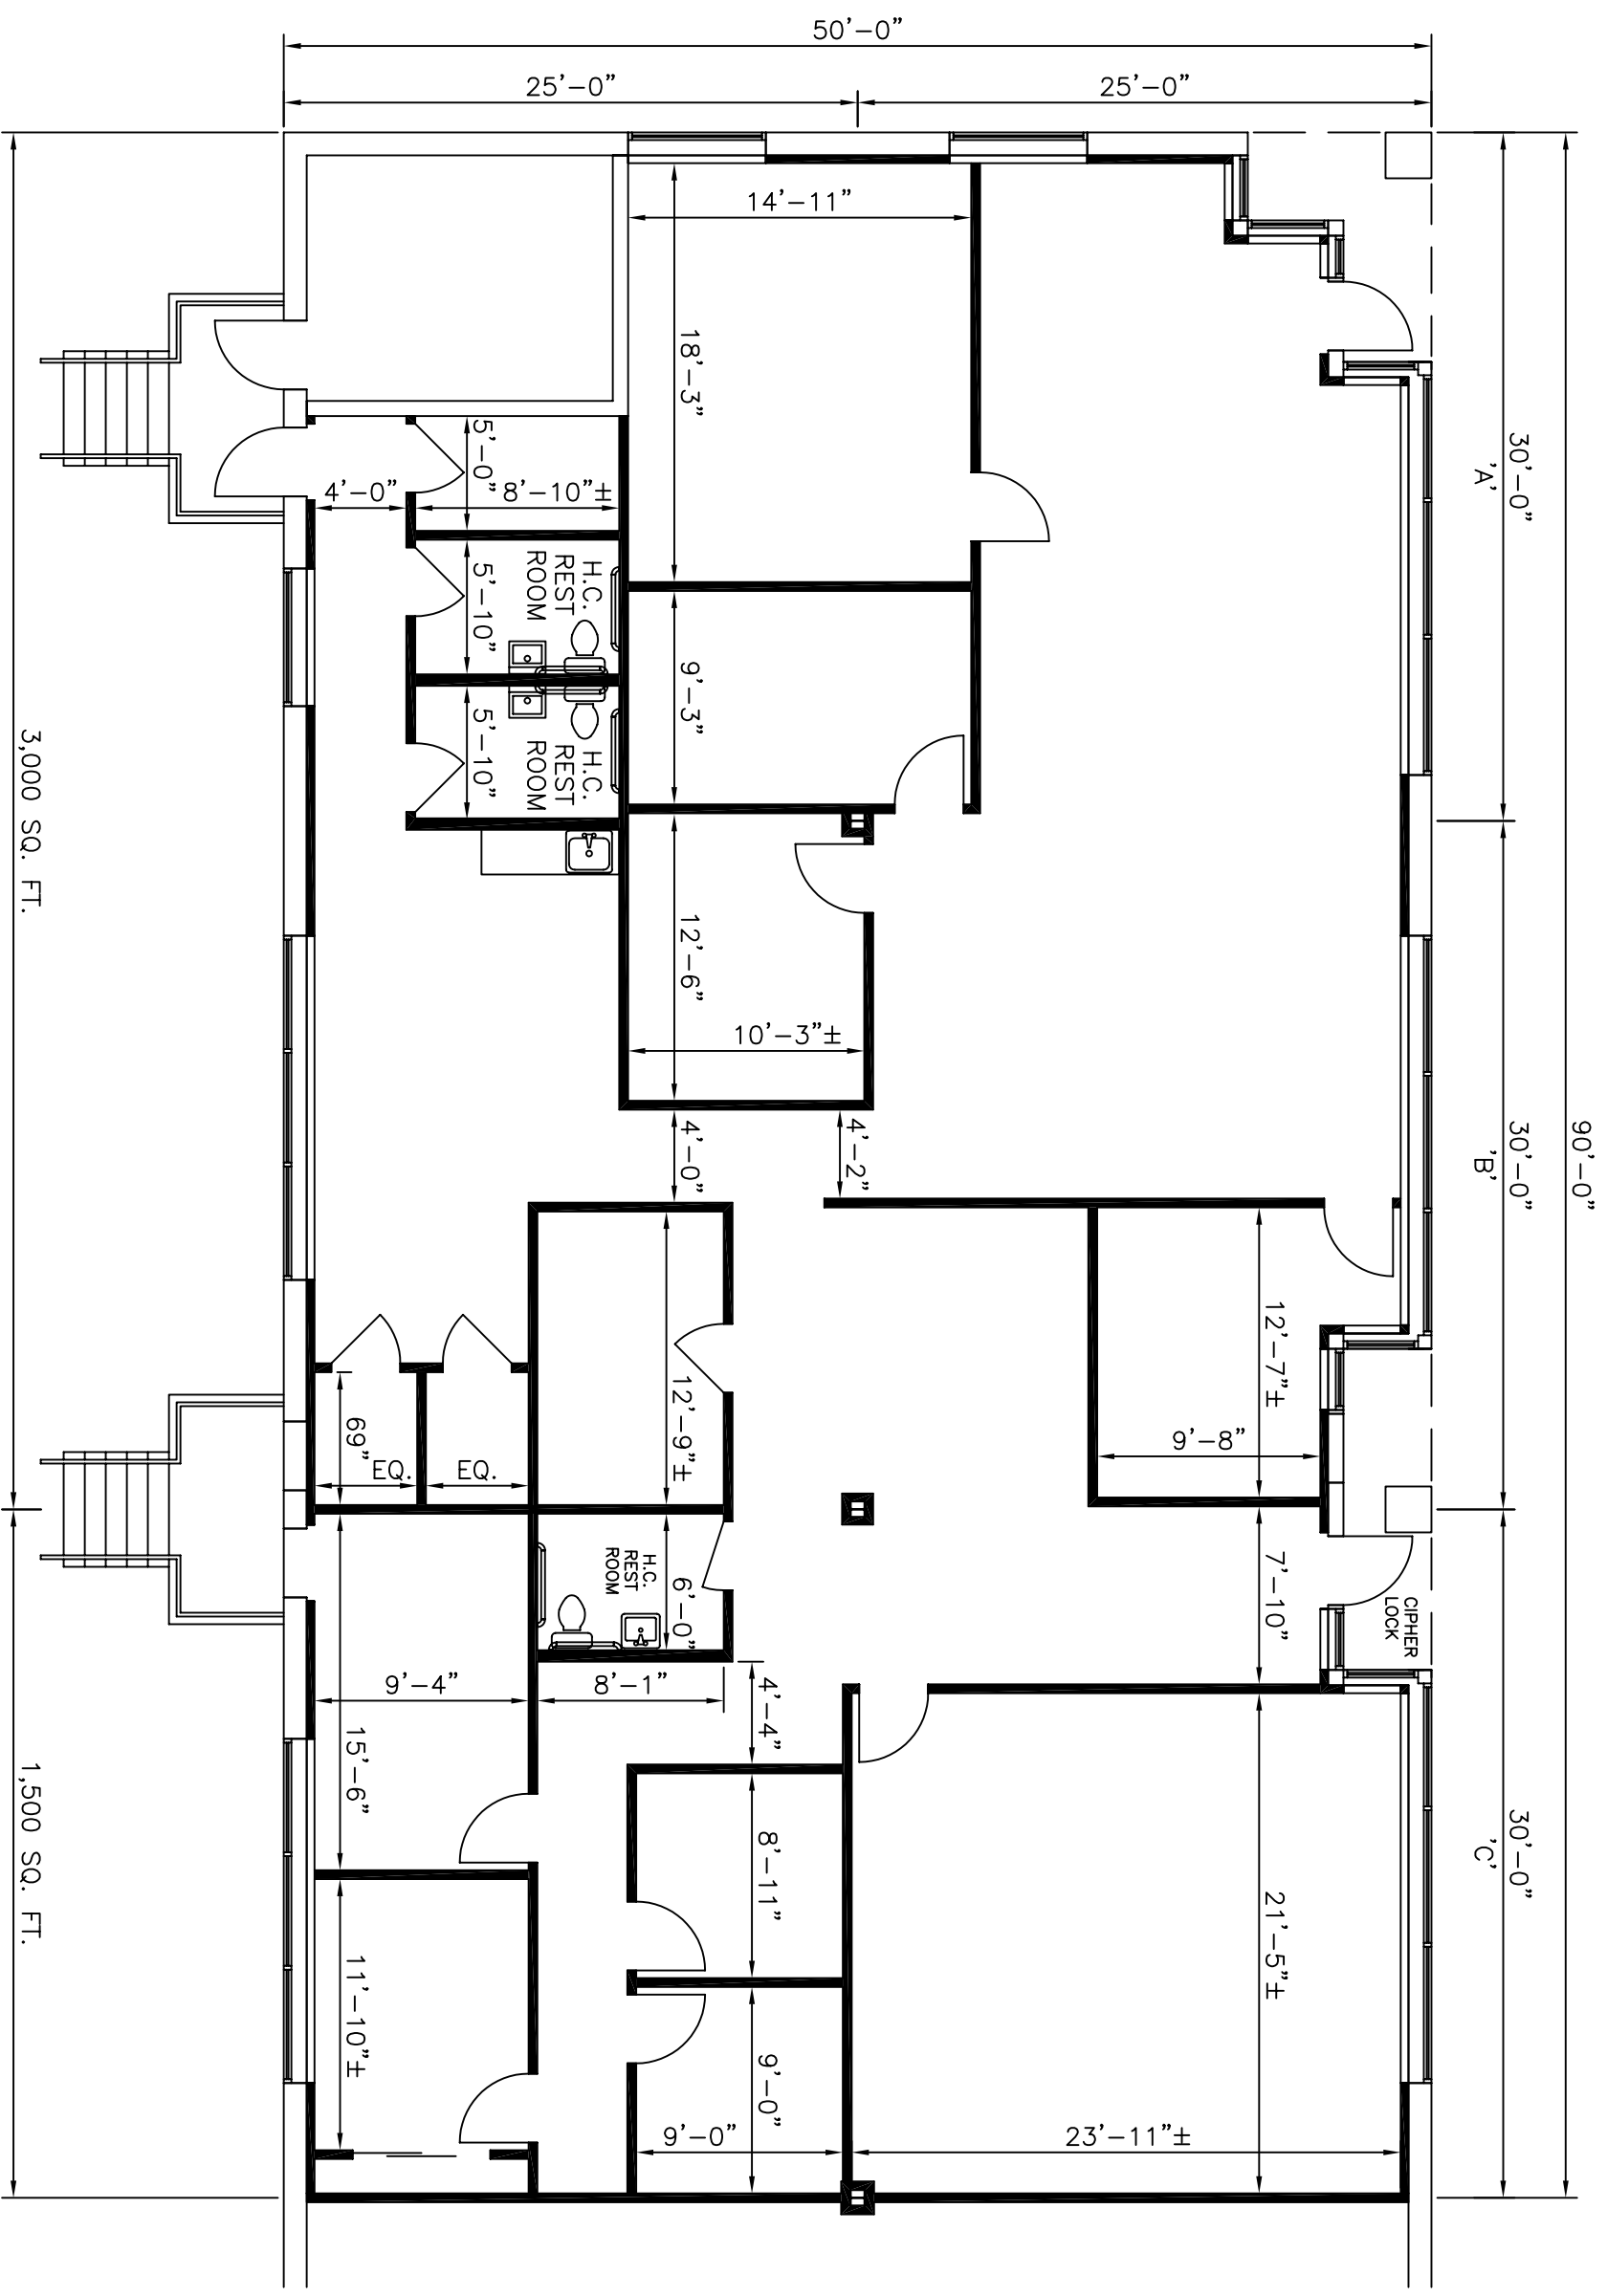 50'-0"
25'-0"
25'-0"
90'-0"
30'-0"
'A'
30'-0"
'B'
30'-0"
'C'
14'-11"
18'-3"
5'-0"
4'-0"
8'-10"±
5'-10"
H.C.
REST
ROOM
5'-10"
H.C.
REST
ROOM
9'-3"
12'-6"
10'-3"±
4'-0"
4'-2"
12'-7"±
9'-8"
12'-9"±
69"
EQ.
EQ.
H.C.
REST
ROOM
6'-0"
7'-10"
CIPHER
LOCK
9'-4"
8'-1"
4'-4"
15'-6"
8'-11"
21'-5"±
11'-10"±
9'-0"
9'-0"
23'-11"±
3,000 SQ. FT.
1,500 SQ. FT.